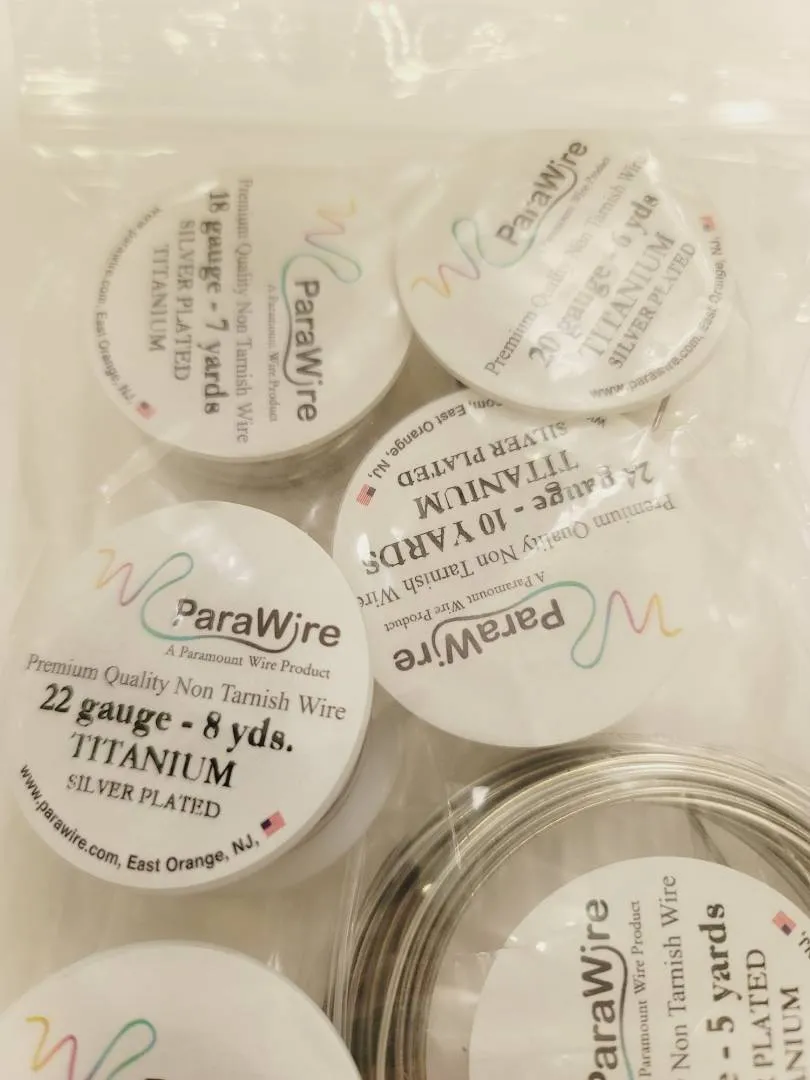 ParaWire
A Paramount Wire Product
Premium Quality Non Tarnish Wire
18 gauge - 7 yards
SILVER PLATED
TITANIUM
.com, East Orange, NJ,
ParaWire
Wire Product
Premium Quality Non Tarnish Wire
20 gauge - 6 yds
TITANIUM
SILVER PLATED
www.parawire.com,
ParaWire
A Paramount Wire Product
Premium Quality Non Tarnish Wire
24 gauge - 10 YARDS
TITANIUM
SILVER PLATED
.com, East Orange, NJ,
ParaWire
A Paramount Wire Product
Premium Quality Non Tarnish Wire
22 gauge - 8 yds.
TITANIUM
SILVER PLATED
www.parawire.com, East Orange, NJ,
ParaWire
Paramount Wire Product
Non Tarnish Wire
- 5 yards
PLATED